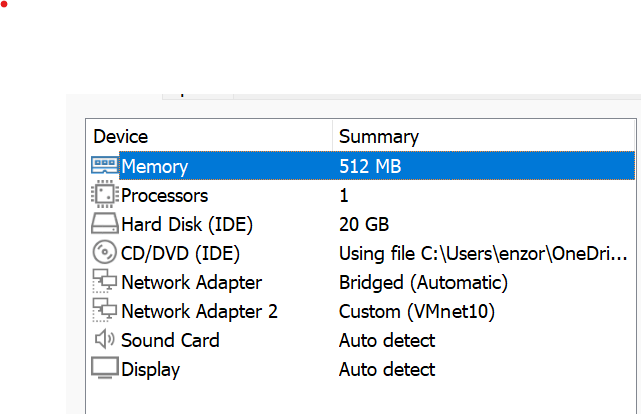 Device Summary
Memory 512 MB
Processors 1
Hard Disk (IDE) 20 GB
CD/DVD (IDE) Using file C:\Users\enzor\OneDri...
Network Adapter Bridged (Automatic)
Network Adapter 2 Custom (VMnet10)
Sound Card Auto detect
Display Auto detect